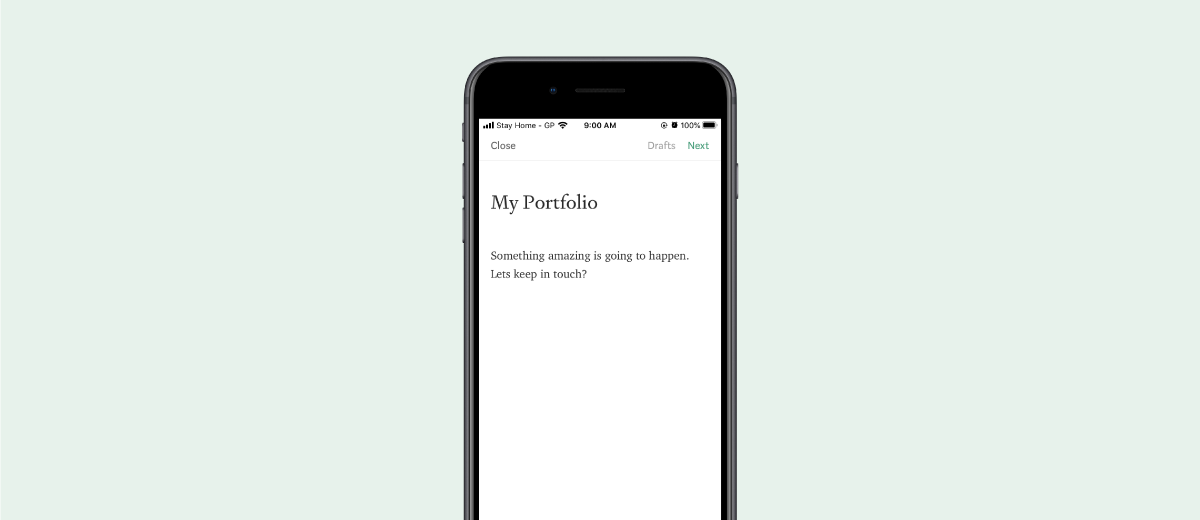 Stay Home - GP 9:00 AM 100%
Close Drafts Next
My Portfolio
Something amazing is going to happen.
Lets keep in touch?